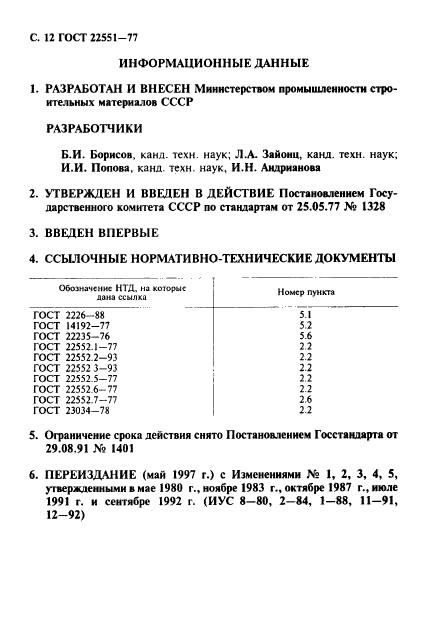 С. 12 ГОСТ 22551—77
ИНФОРМАЦИОННЫЕ ДАННЫЕ
1. РАЗРАБОТАН И ВНЕСЕН Министерством промышленности стро-
ительных материалов СССР
РАЗРАБОТЧИКИ
Б.И. Борисов, канд. техн. наук; Л.А. Зайонц, канд. техн. наук;
И.И. Попова, канд. техн. наук, И.Н. Андрианова
2. УТВЕРЖДЕН И ВВЕДЕН В ДЕЙСТВИЕ Постановлением Госу-
дарственного комитета СССР по стандартам от 25.05.77 № 1328
3. ВВЕДЕН ВПЕРВЫЕ
4. ССЫЛОЧНЫЕ НОРМАТИВНО-ТЕХНИЧЕСКИЕ ДОКУМЕНТЫ
Обозначение НТД, на которые
дана ссылка
Номер пункта
ГОСТ 2226—88 5.1
ГОСТ 14192—77 5.2
ГОСТ 22235—76 5.6
ГОСТ 22552.1—77 2.2
ГОСТ 22552.2—93 2.2
ГОСТ 22552 3—93 2.2
ГОСТ 22552.5—77 2.2
ГОСТ 22552.6—77 2.2
ГОСТ 22552.7—77 2.6
ГОСТ 23034—78 2.2
5. Ограничение срока действия снято Постановлением Госстандарта от
29.08.91 № 1401
6. ПЕРЕИЗДАНИЕ (май 1997 г.) с Изменениями № 1, 2, 3, 4, 5,
утвержденными в мае 1980 г., ноябре 1983 г., октябре 1987 г., июле
1991 г. и сентябре 1992 г. (ИУС 8—80, 2—84, 1—88, 11—91,
12—92)